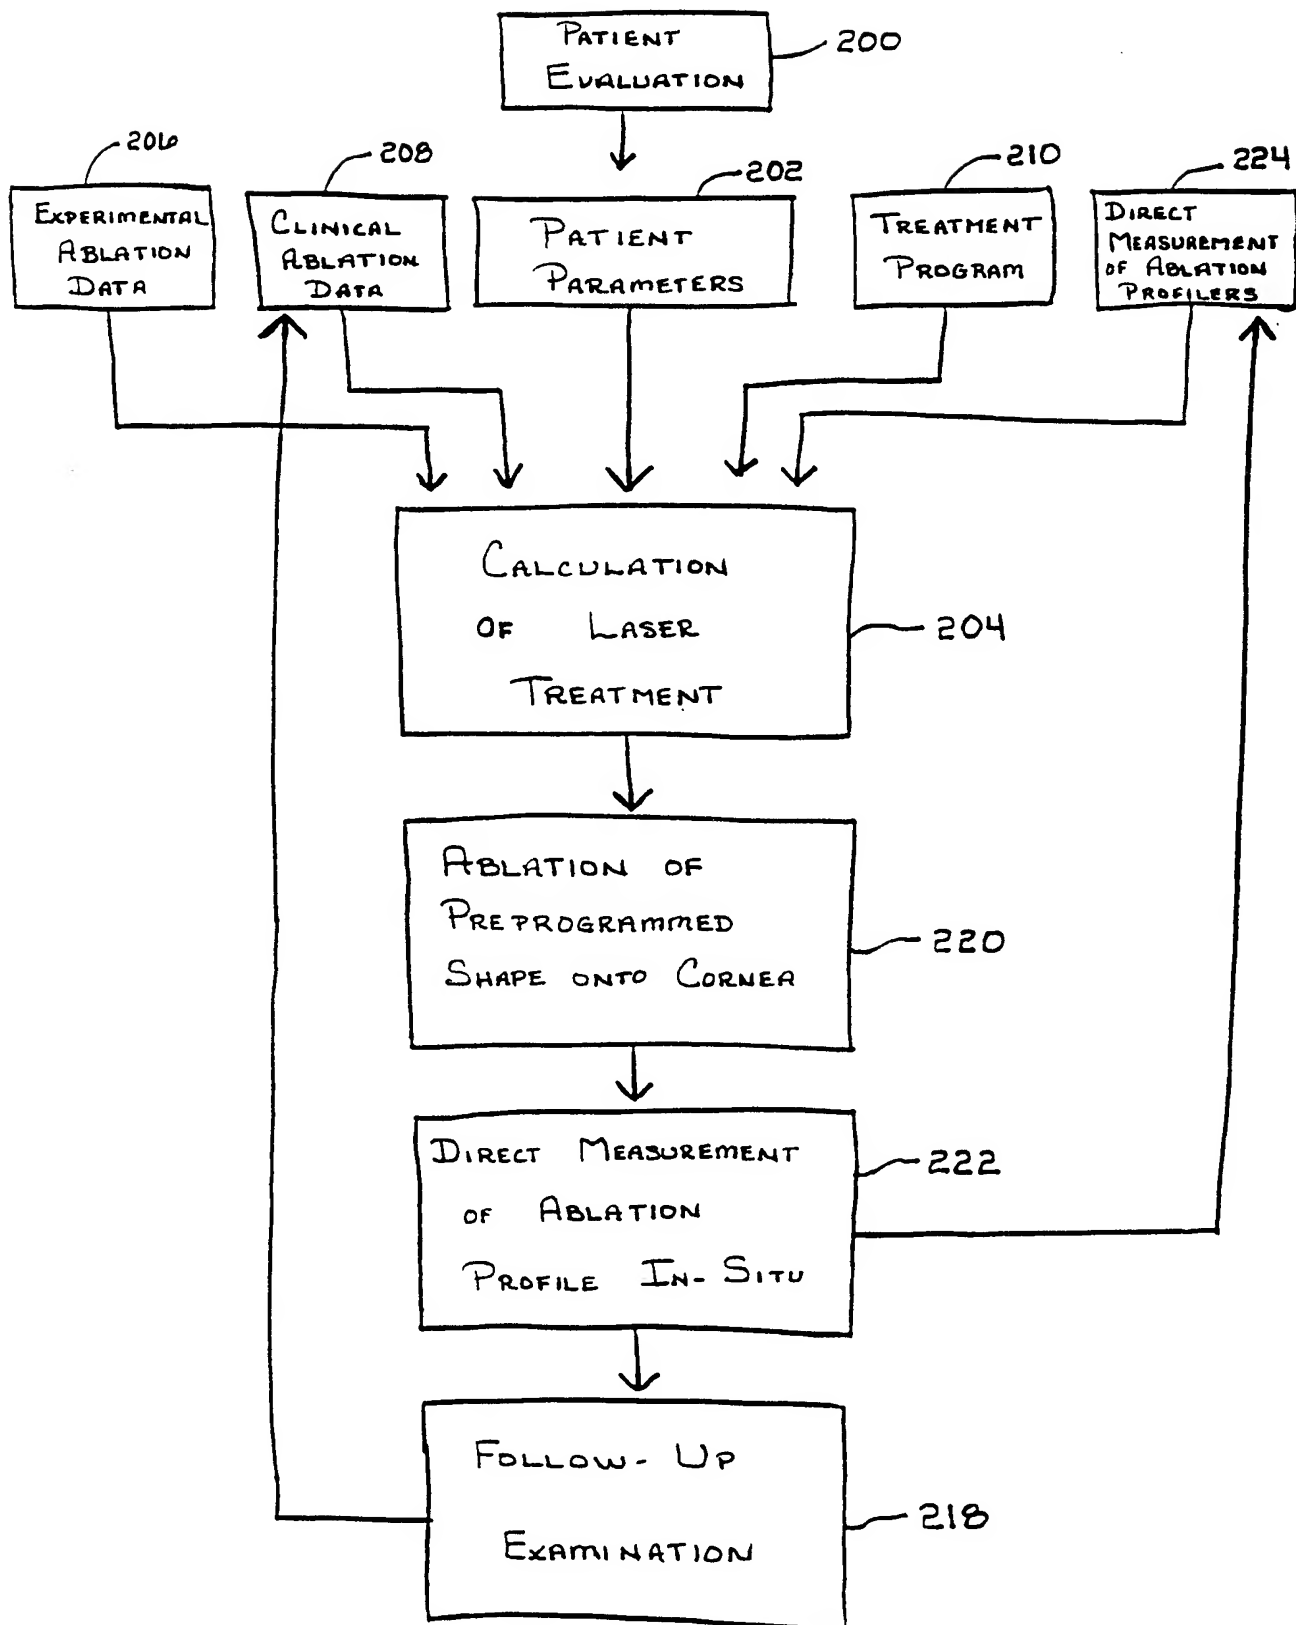 PATIENT
EVALUATION
200
206
208
202
210
224
EXPERIMENTAL
ABLATION
DATA
CLINICAL
ABLATION
DATA
PATIENT
PARAMETERS
TREATMENT
PROGRAM
DIRECT
MEASUREMENT
OF ABLATION
PROFILERS
CALCULATION
OF LASER
TREATMENT
204
ABLATION OF
PREPROGRAMMED
SHAPE ONTO CORNEA
220
DIRECT MEASUREMENT
OF ABLATION
PROFILE IN-SITU
222
FOLLOW-UP
EXAMINATION
218